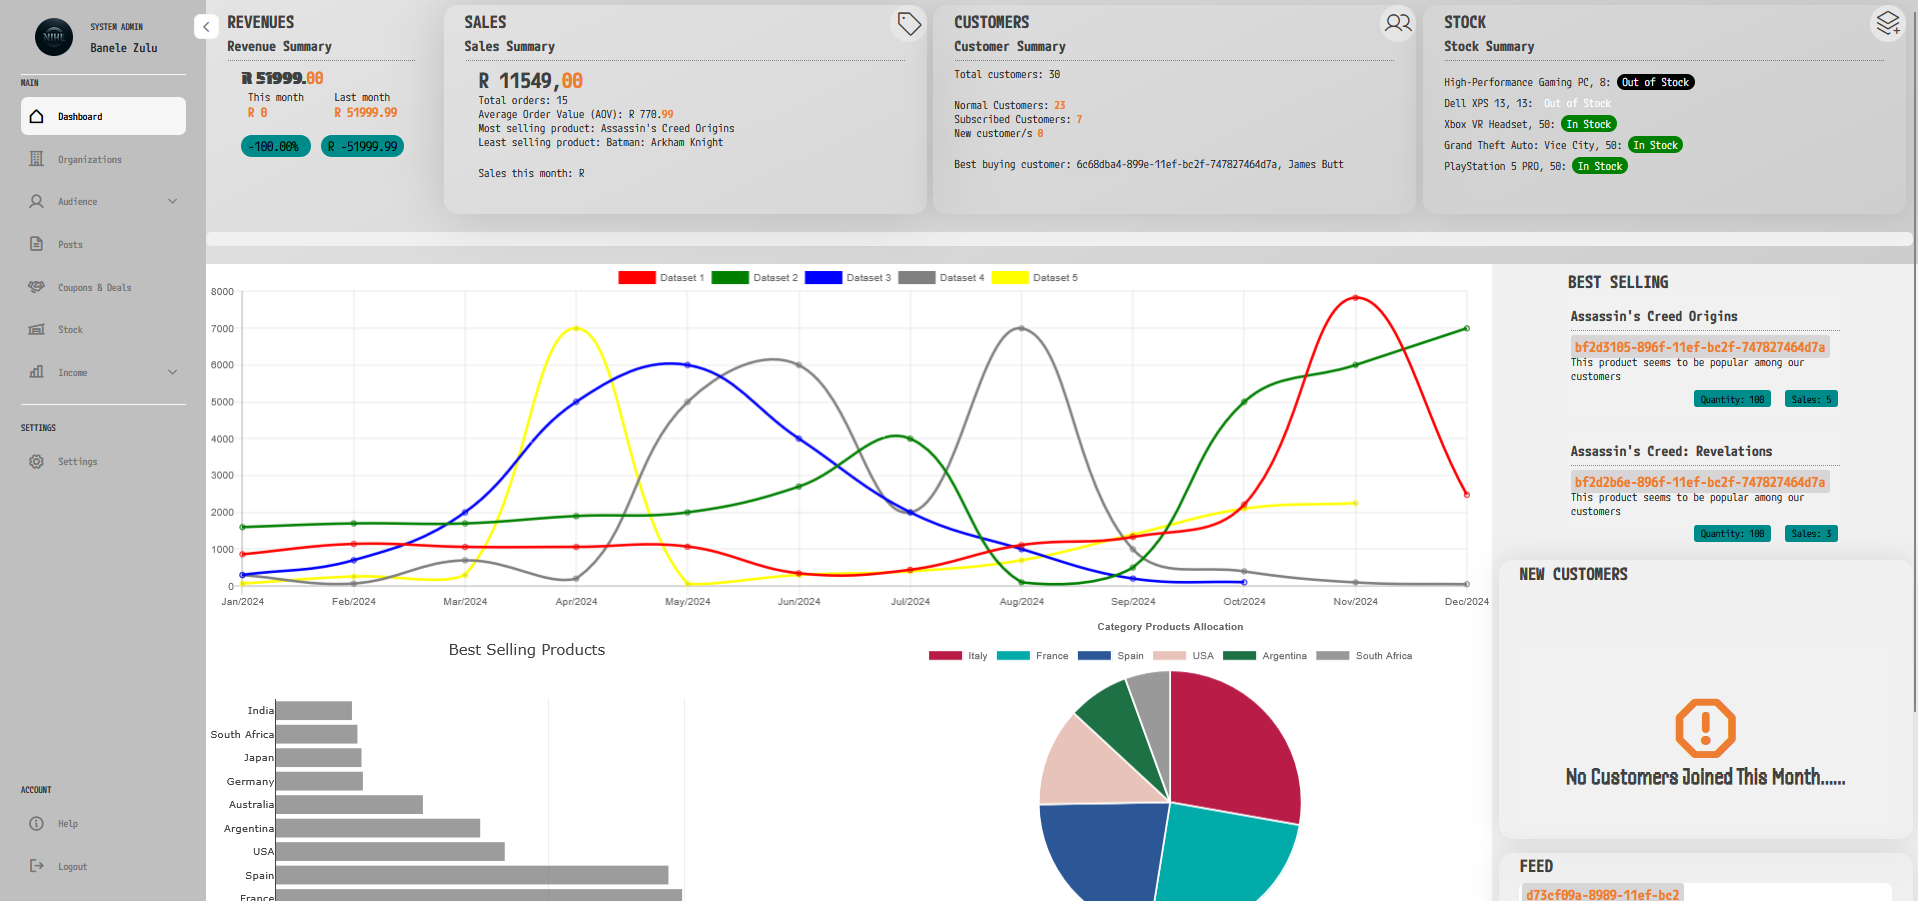 NIHL
SYSTEM ADMIN
Banele Zulu
MAIN
Dashboard
Organizations
Audience
Posts
Coupons & Deals
Stock
Income
SETTINGS
Settings
ACCOUNT
Help
Logout
REVENUES
Revenue Summary
R 51999.00
This month
Last month
R 0
R 51999.99
-100.00%
R -51999.99
SALES
Sales Summary
R 11549,00
Total orders: 15
Average Order Value (AOV): R 770.99
Most selling product: Assassin's Creed Origins
Least selling product: Batman: Arkham Knight
Sales this month: R
CUSTOMERS
Customer Summary
Total customers: 30
Normal Customers: 23
Subscribed Customers: 7
New customer/s 0
Best buying customer: 6c68dba4-899e-11ef-bc2f-747827464d7a, James Butt
STOCK
Stock Summary
High-Performance Gaming PC, 8: Out of Stock
Dell XPS 13, 13: Out of Stock
Xbox VR Headset, 50: In Stock
Grand Theft Auto: Vice City, 50: In Stock
PlayStation 5 PRO, 50: In Stock
Dataset 1 Dataset 2 Dataset 3 Dataset 4 Dataset 5
8000
7000
6000
5000
4000
3000
2000
1000
0
Jan/2024 Feb/2024 Mar/2024 Apr/2024 May/2024 Jun/2024 Jul/2024 Aug/2024 Sep/2024 Oct/2024 Nov/2024 Dec/2024
Best Selling Products
India
South Africa
Japan
Germany
Australia
Argentina
USA
Spain
France
Category Products Allocation
Italy France Spain USA Argentina South Africa
BEST SELLING
Assassin's Creed Origins
bf2d3105-896f-11ef-bc2f-747827464d7a
This product seems to be popular among our
customers
Quantity: 100 Sales: 5
Assassin's Creed: Revelations
bf2d2b6e-896f-11ef-bc2f-747827464d7a
This product seems to be popular among our
customers
Quantity: 100 Sales: 3
NEW CUSTOMERS
No Customers Joined This Month......
FEED
d73cf09a-8989-11ef-bc2